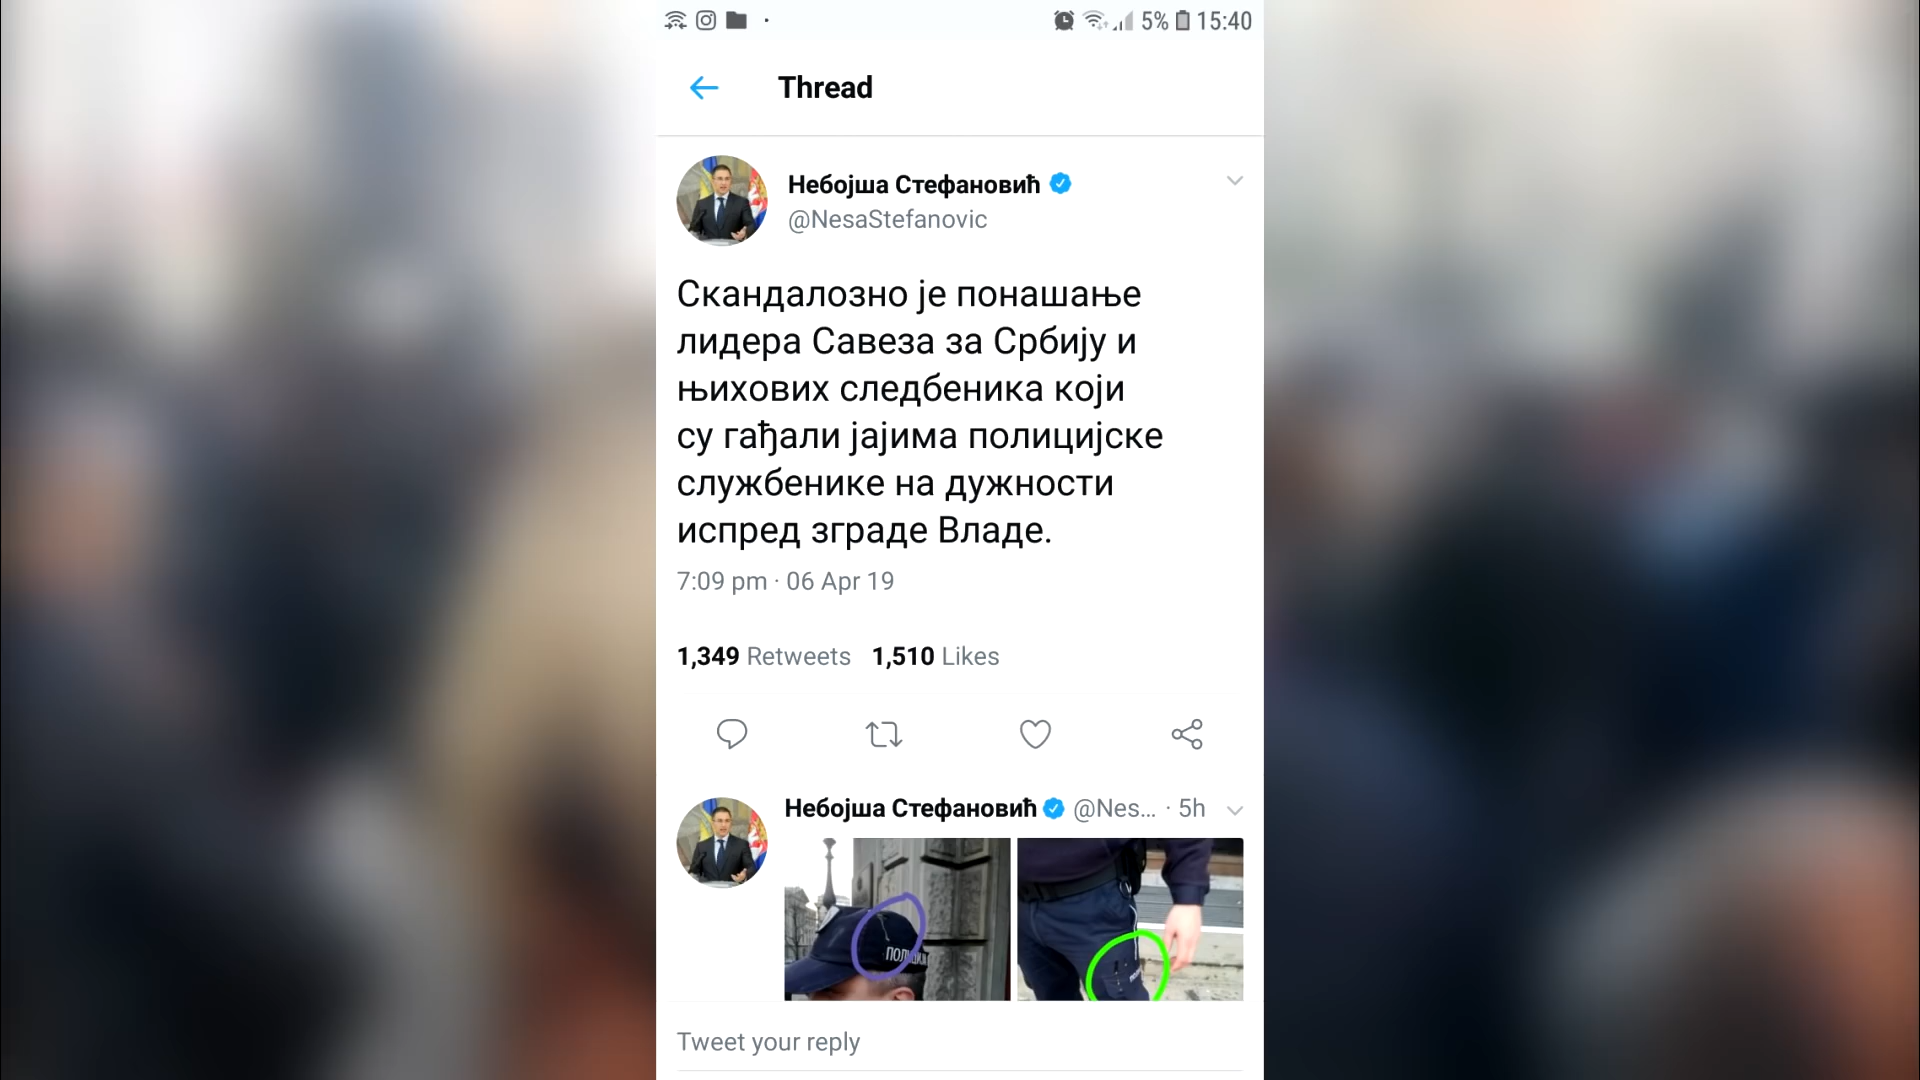 5% 15:40
Thread
Небојша Стефановић
@NesaStefanovic
Скандалозно је понашање
лидера Савеза за Србију и
њихових следбеника који
су гађали јајима полицијске
службенике на дужности
испред зграде Владе.
7:09 pm · 06 Apr 19
1,349 Retweets 1,510 Likes
Небојша Стефановић @Nes... · 5h
Tweet your reply